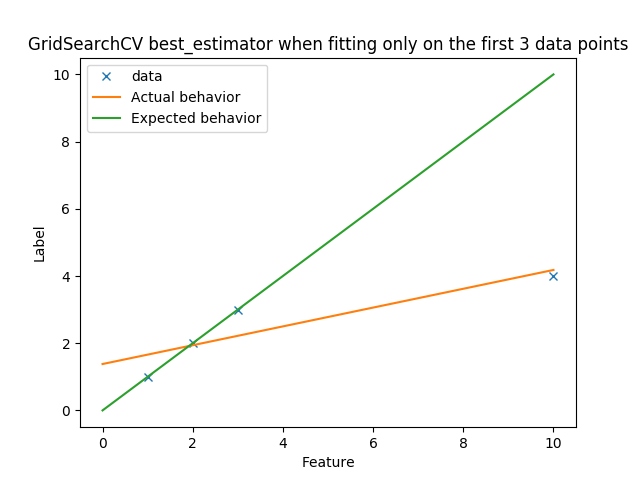 GridSearchCV best_estimator when fitting only on the first 3 data points
data
Actual behavior
Expected behavior
10
8
6
4
2
0
Label
0 2 4 6 8 10
Feature